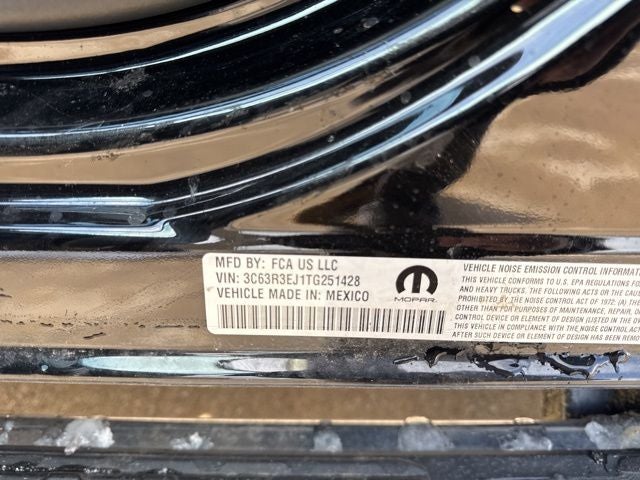 MFD BY: FCA US LLC
VIN: 3C63R3EJ1TG251428
VEHICLE MADE IN: MEXICO
MOPAR
VEHICLE NOISE EMISSION CONTROL INFORMAT
THIS VEHICLE CONFORMS TO U.S. EPA REGULATIONS FO
AND HEAVY TRUCKS. THE FOLLOWING ACTS OR THE CAU
PROHIBITED BY THE NOISE CONTROL ACT OF 1972: (A) THE
THAN FOR PURPOSES OF MAINTENANCE, REPAIR, OR
CONTROL DEVICE OR ELEMENT OF DESIGN (LISTED IN THE OW
THIS VEHICLE IN COMPLIANCE WITH THE NOISE CONTROL
AFTER SUCH DEVICE OR ELEMENT OF DESIGN HAS BEEN REMO